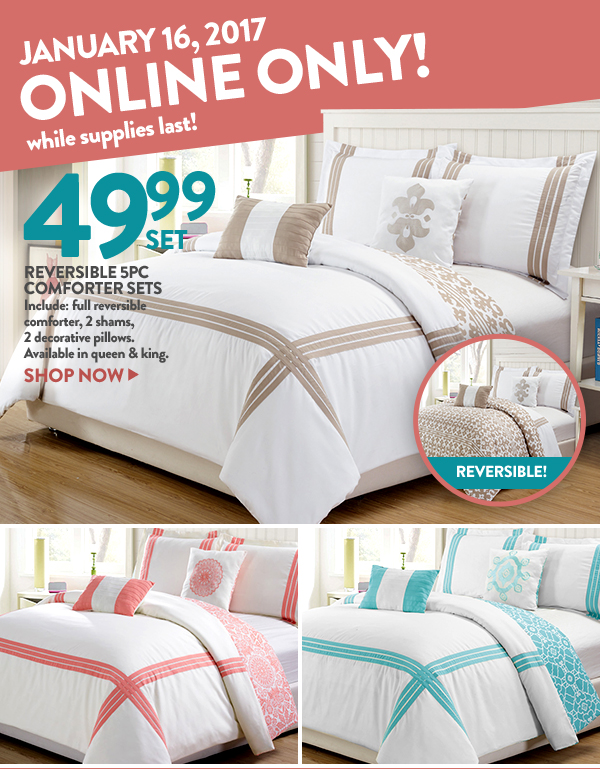 JANUARY 16, 2017
ONLINE ONLY!
while supplies last!
49 99
SET
REVERSIBLE 5PC
COMFORTER SETS
Include: full reversible
comforter, 2 shams,
2 decorative pillows.
Available in queen & king.
SHOP NOW ▶
REVERSIBLE!